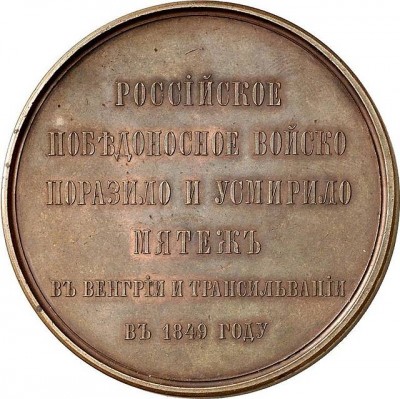 РОССІЙСКОЕ
ПОБѢДОНОСНОЕ ВОЙСКО
ПОРАЗИЛО И УСМИРИЛО
МЯТЕЖЪ
ВЪ ВЕНГРІИ И ТРАНСИЛЬВАНІИ
ВЪ 1849 ГОДУ